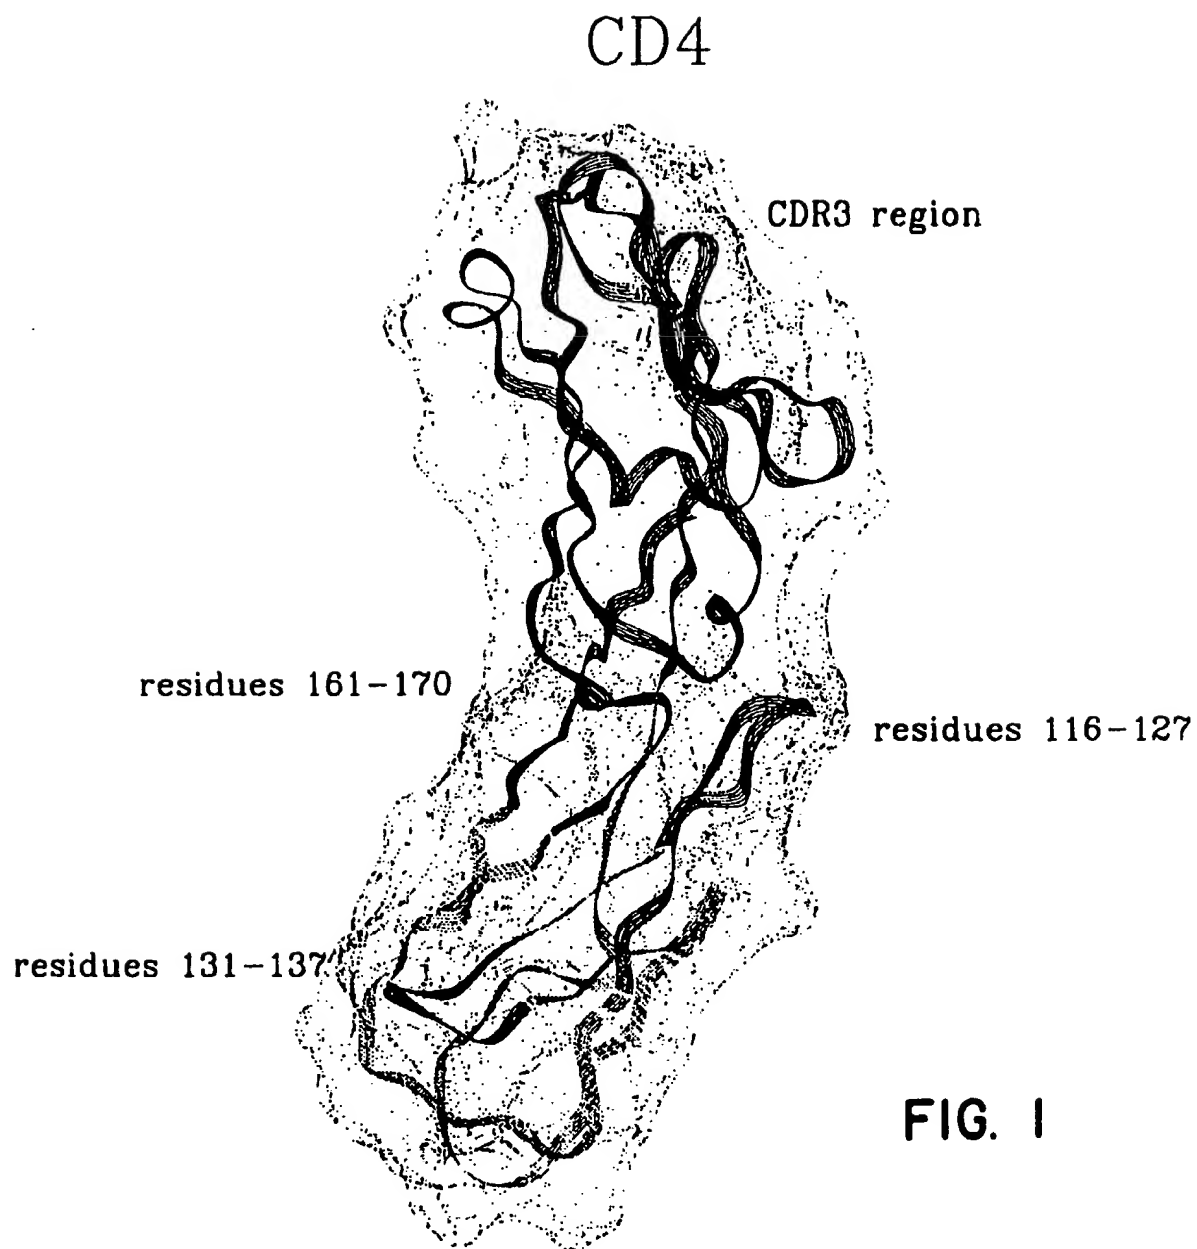 CD4
CDR3 region
residues 161-170
residues 116-127
residues 131-137
FIG. 1